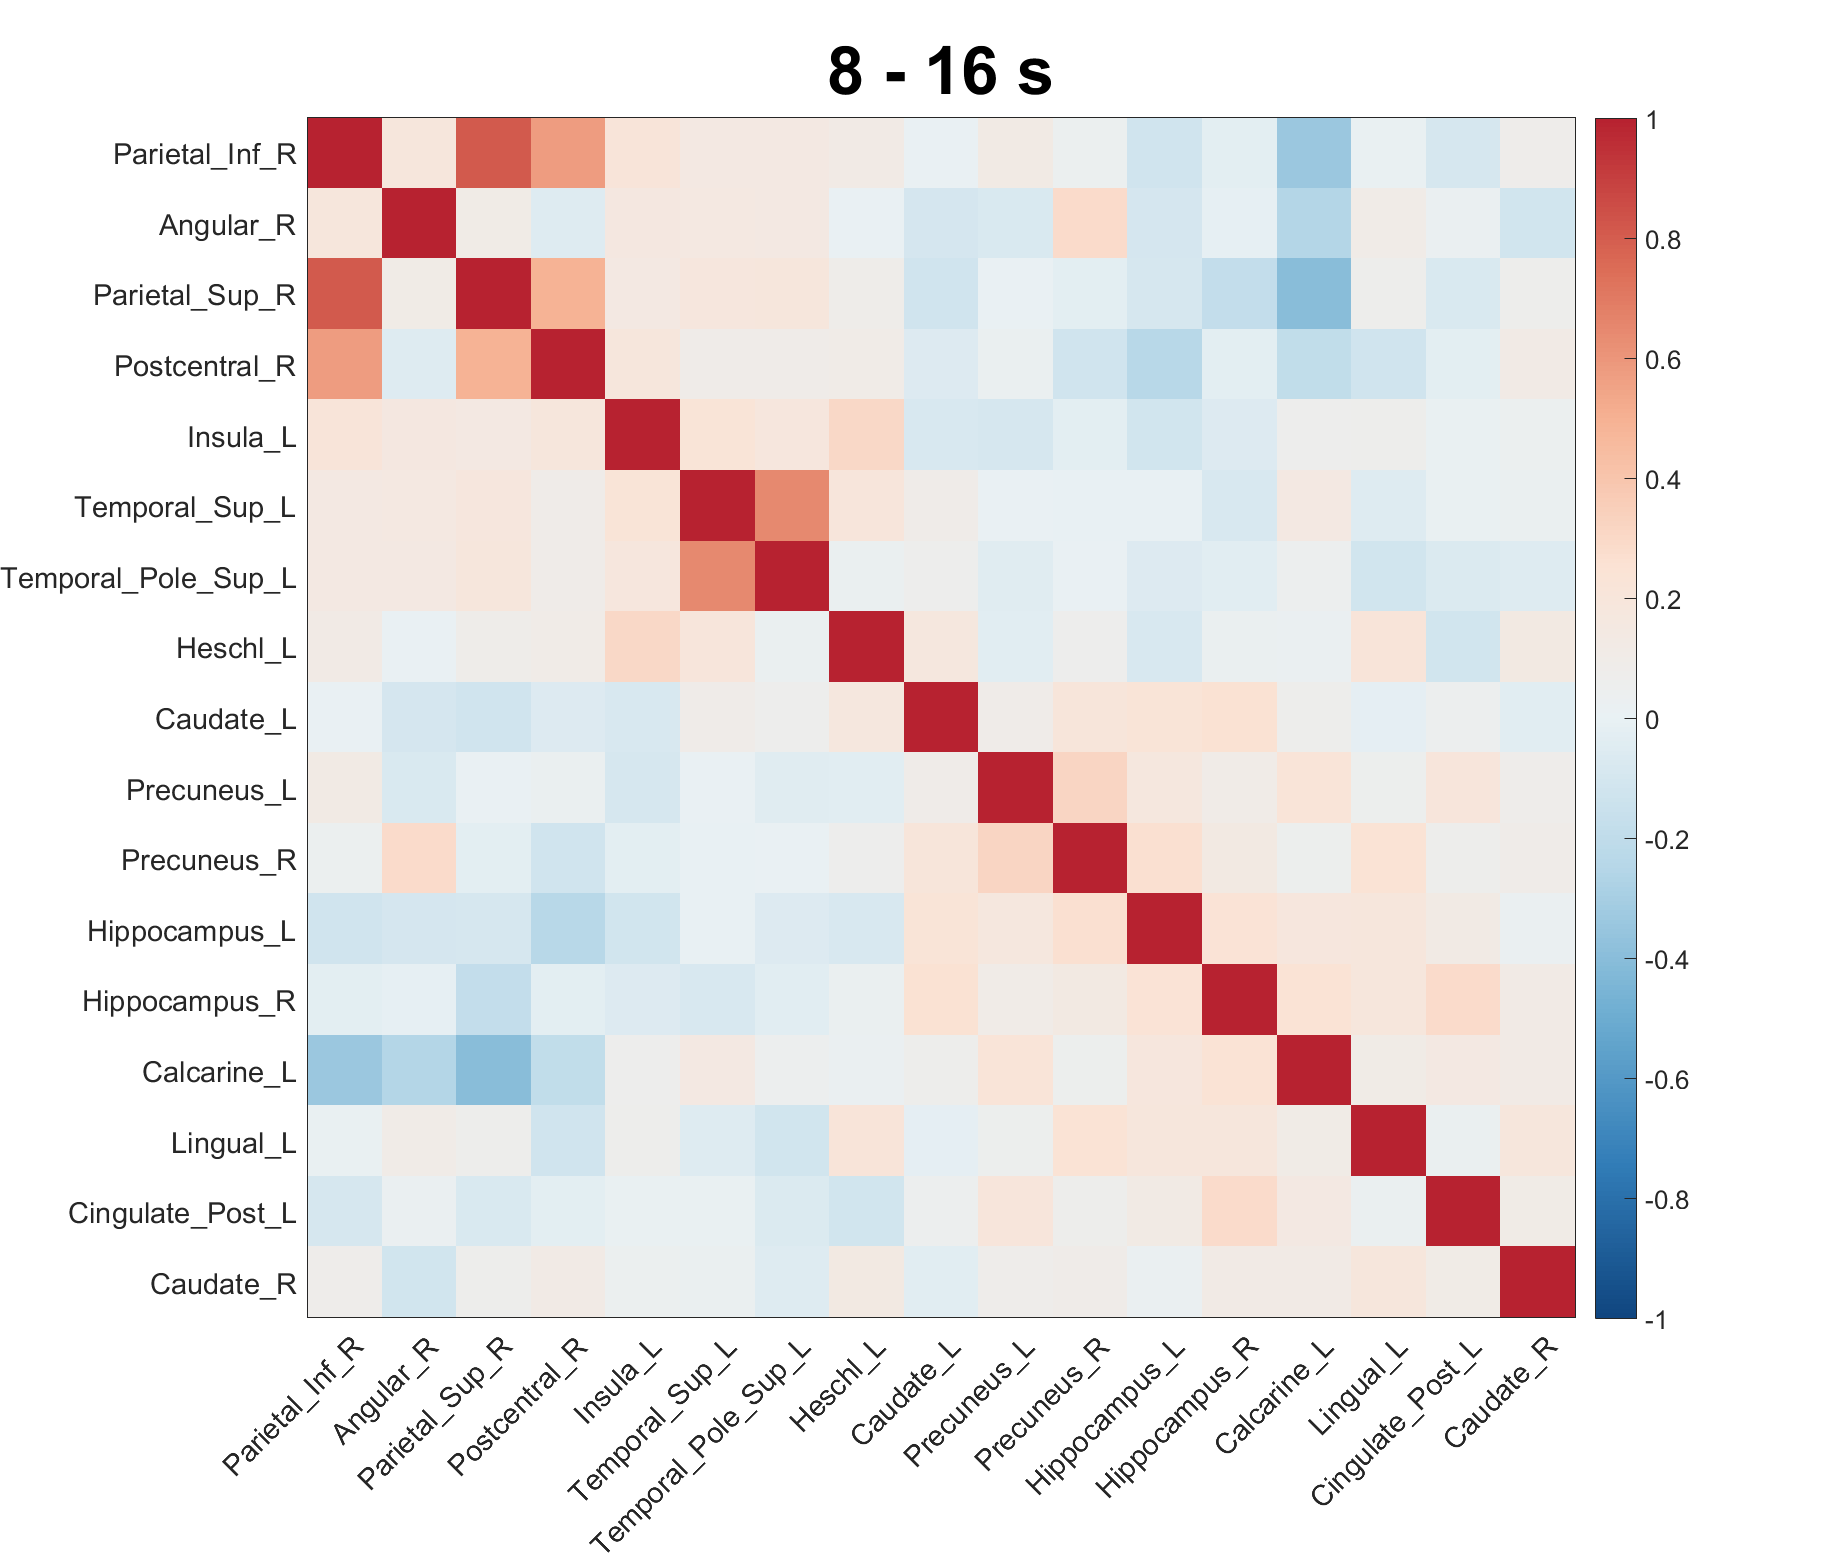 8 - 16 s
Parietal_Inf_R
Angular_R
Parietal_Sup_R
Postcentral_R
Insula_L
Temporal_Sup_L
Temporal_Pole_Sup_L
Heschl_L
Caudate_L
Precuneus_L
Precuneus_R
Hippocampus_L
Hippocampus_R
Calcarine_L
Lingual_L
Cingulate_Post_L
Caudate_R
Parietal_Inf_R
Angular_R
Parietal_Sup_R
Postcentral_R
Insula_L
Temporal_Sup_L
Temporal_Pole_Sup_L
Heschl_L
Caudate_L
Precuneus_L
Precuneus_R
Hippocampus_L
Hippocampus_R
Calcarine_L
Lingual_L
Cingulate_Post_L
Caudate_R
1
0.8
0.6
0.4
0.2
0
-0.2
-0.4
-0.6
-0.8
-1